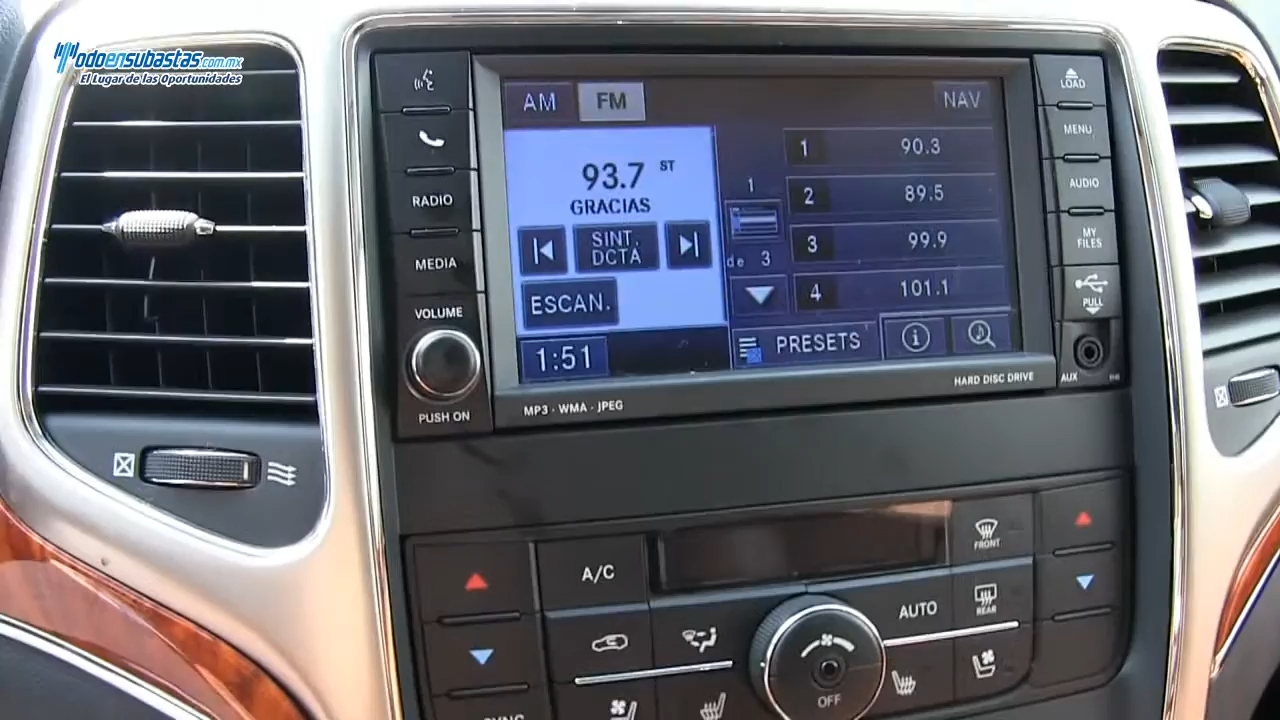 Todoensubastas.com.mx
El Lugar de las Oportunidades
AM
FM
NAV
93.7 ST
GRACIAS
SINT.
DCTA
ESCAN.
1:51
1
de 3
1 90.3
2 89.5
3 99.9
4 101.1
PRESETS
RADIO
MEDIA
VOLUME
PUSH ON
LOAD
MENU
AUDIO
MY
FILES
PULL
AUX
MP3 - WMA - JPEG
HARD DISC DRIVE
A/C
FRONT
AUTO
REAR
OFF
SYNC